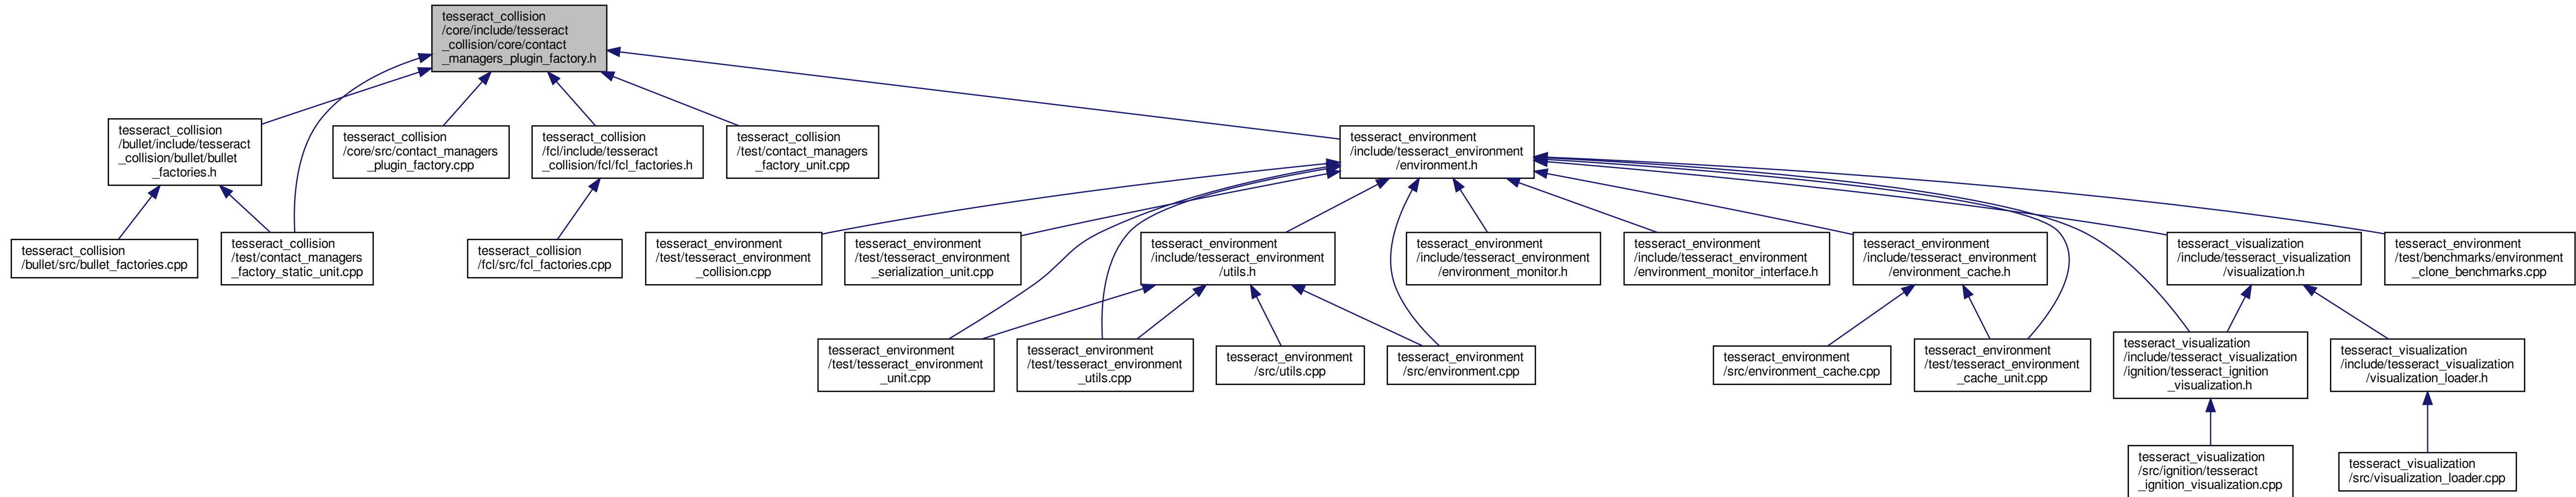 tesseract_collision
/core/include/tesseract
_collision/core/contact
_managers_plugin_factory.h
tesseract_collision
/bullet/include/tesseract
_collision/bullet/bullet
_factories.h
tesseract_collision
/core/src/contact_managers
_plugin_factory.cpp
tesseract_collision
/fcl/include/tesseract
_collision/fcl/fcl_factories.h
tesseract_collision
/test/contact_managers
_factory_unit.cpp
tesseract_environment
/include/tesseract_environment
/environment.h
tesseract_collision
/bullet/src/bullet_factories.cpp
tesseract_collision
/test/contact_managers
_factory_static_unit.cpp
tesseract_collision
/fcl/src/fcl_factories.cpp
tesseract_environment
/test/tesseract_environment
_collision.cpp
tesseract_environment
/test/tesseract_environment
_serialization_unit.cpp
tesseract_environment
/include/tesseract_environment
/utils.h
tesseract_environment
/include/tesseract_environment
/environment_monitor.h
tesseract_environment
/include/tesseract_environment
/environment_monitor_interface.h
tesseract_environment
/include/tesseract_environment
/environment_cache.h
tesseract_visualization
/include/tesseract_visualization
/visualization.h
tesseract_environment
/test/benchmarks/environment
_clone_benchmarks.cpp
tesseract_environment
/test/tesseract_environment
_unit.cpp
tesseract_environment
/test/tesseract_environment
_utils.cpp
tesseract_environment
/src/utils.cpp
tesseract_environment
/src/environment.cpp
tesseract_environment
/src/environment_cache.cpp
tesseract_environment
/test/tesseract_environment
_cache_unit.cpp
tesseract_visualization
/include/tesseract_visualization
/ignition/tesseract_ignition
_visualization.h
tesseract_visualization
/include/tesseract_visualization
/visualization_loader.h
tesseract_visualization
/src/ignition/tesseract
_ignition_visualization.cpp
tesseract_visualization
/src/visualization_loader.cpp